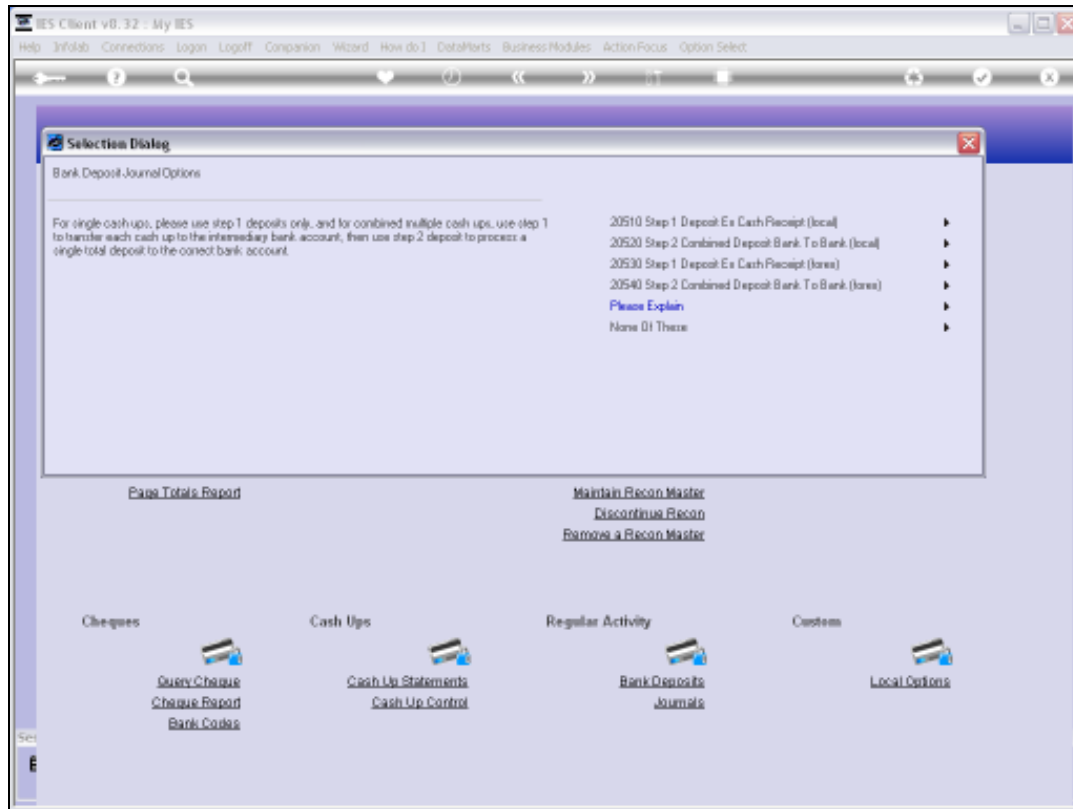 IES Client v0.32 : My IES
Help Infolab Connections Logon Logoff Companion Wizard How do I DataMarts Business Modules Action Focus Option Select
Selection Dialog
Bank Deposit Journal Options
For single cash ups, please use step 1 deposits only, and for combined multiple cash ups, use step 1
to transfer each cash up to the intermediary bank account, then use step 2 deposit to process a
single total deposit to the correct bank account.
20510 Step 1 Deposit Ex Cash Receipt (local)
20520 Step 2 Combined Deposit Bank To Bank (local)
20530 Step 1 Deposit Ex Cash Receipt (forex)
20540 Step 2 Combined Deposit Bank To Bank (forex)
Please Explain
None Of These
Page Totals Report
Maintain Recon Master
Discontinue Recon
Remove a Recon Master
Cheques Cash Ups Regular Activity Custom
Query Cheque Cash Up Statements Bank Deposits Local Options
Cheque Report Cash Up Control Journals
Bank Codes